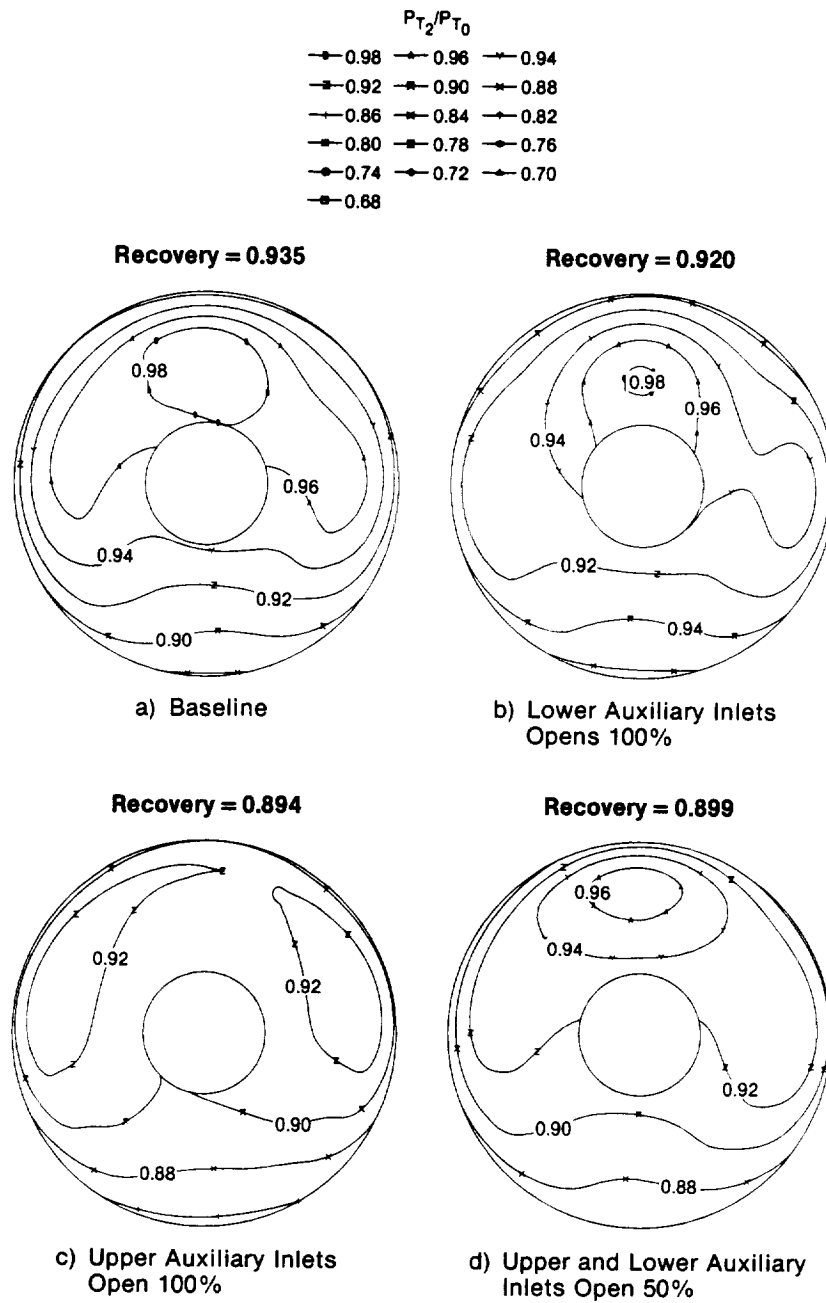 PT2/PT0
0.98 0.96 0.94
0.92 0.90 0.88
0.86 0.84 0.82
0.80 0.78 0.76
0.74 0.72 0.70
0.68
Recovery = 0.935
0.98
0.96
0.94
0.92
0.90
a) Baseline
Recovery = 0.920
0.98
0.96
0.94
0.92
0.94
b) Lower Auxiliary Inlets
Opens 100%
Recovery = 0.894
0.92
0.92
0.90
0.88
c) Upper Auxiliary Inlets
Open 100%
Recovery = 0.899
0.96
0.94
0.92
0.90
0.88
d) Upper and Lower Auxiliary
Inlets Open 50%